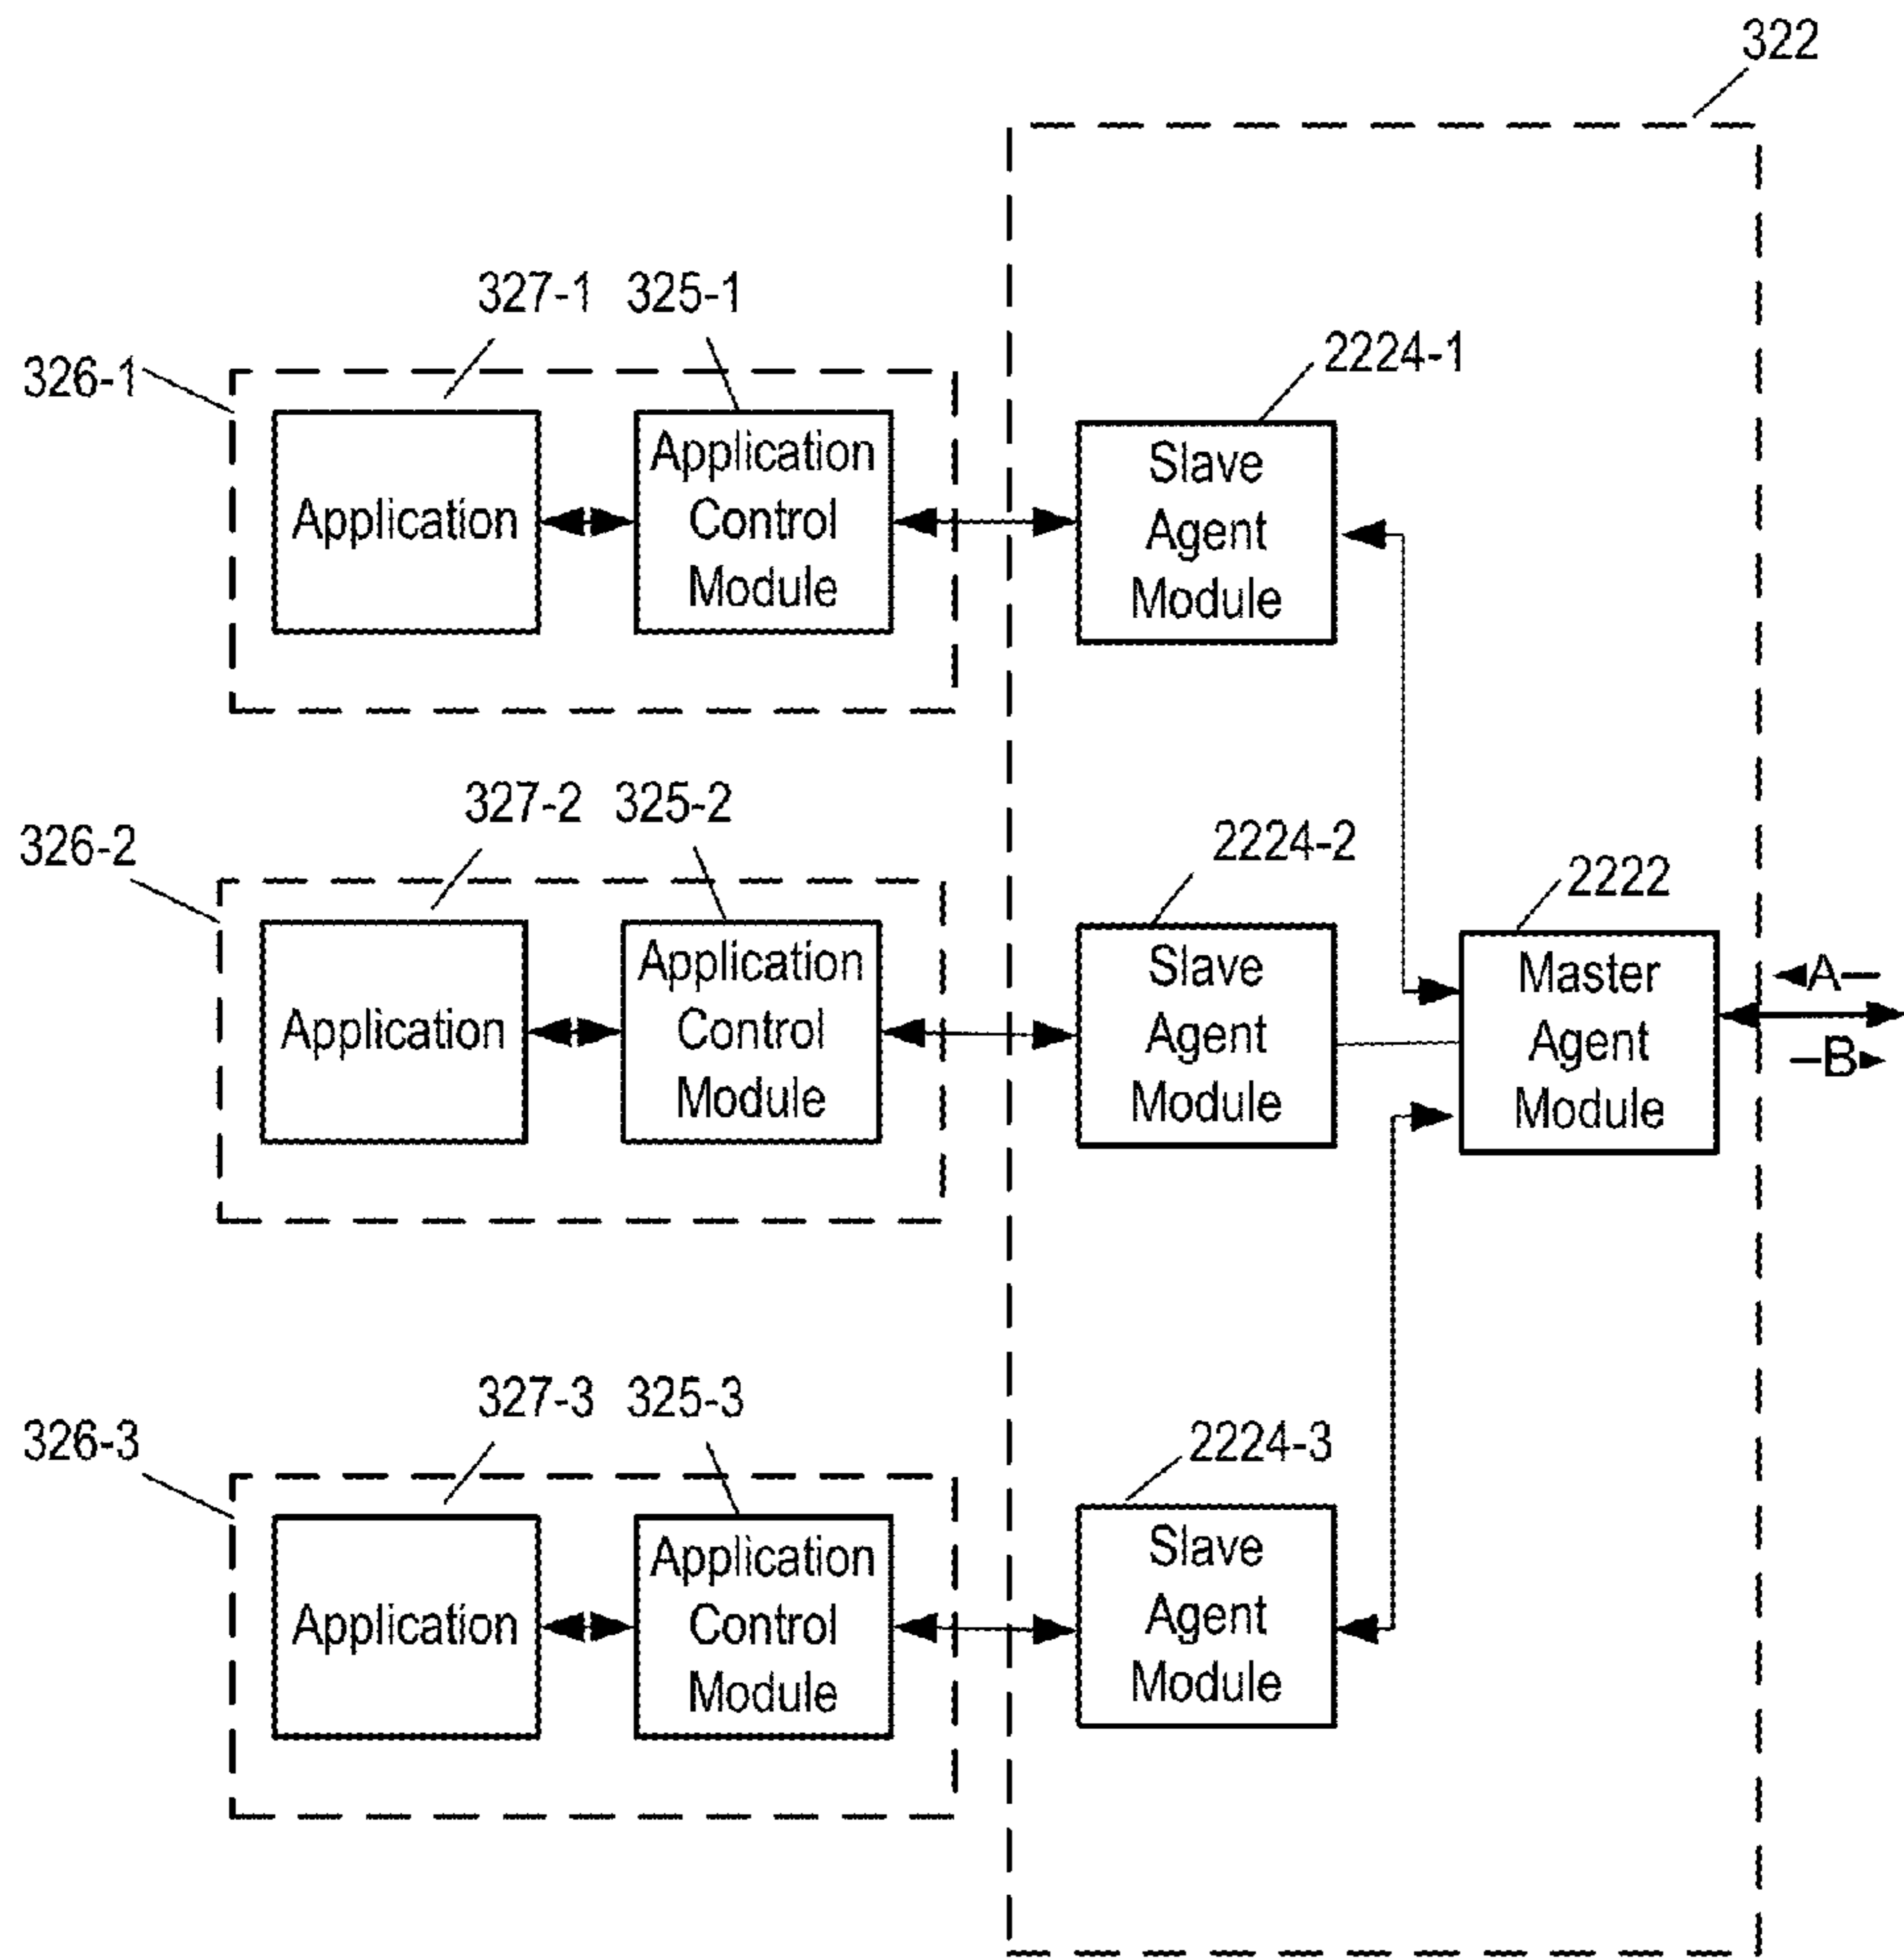 322
327-1 325-1
326-1
2224-1
Application
Application
Control
Module
Slave
Agent
Module
327-2 325-2
326-2
2224-2
2222
Application
Application
Control
Module
Slave
Agent
Module
Master
Agent
Module
A
B
327-3 325-3
326-3
2224-3
Application
Application
Control
Module
Slave
Agent
Module